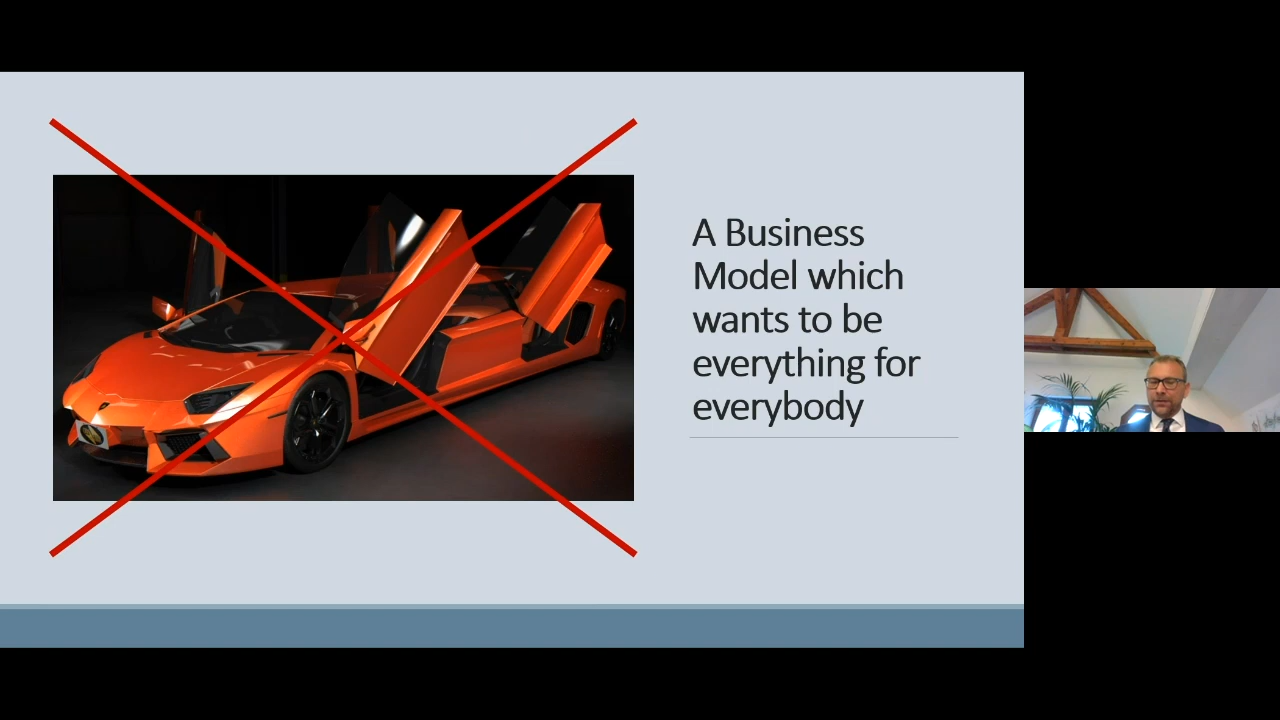 A Business
Model which
wants to be
everything for
everybody